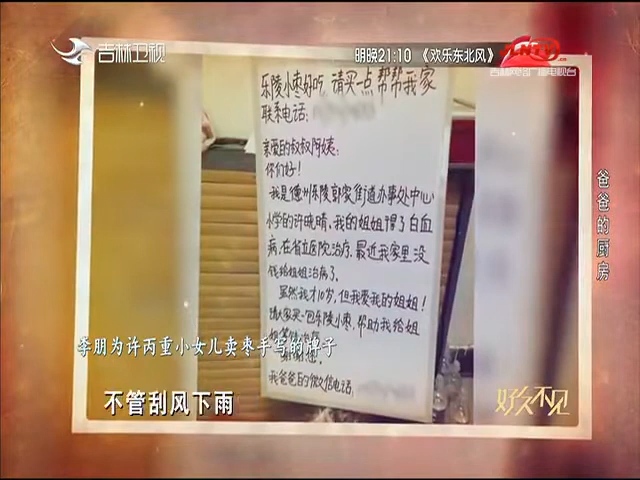 吉林卫视
明晚21:10 《欢乐东北风》
JLNTV
乐陵小枣好吃,请买一点帮帮我家
联系电话:
亲爱的叔叔阿姨:
你们好!
我是德州乐陵郭家街道办事处中心
小学的许晓晴,我的姐姐得了白血
病,在省立医院治疗,最近我家里没
钱给姐姐治病了。
虽然我才10岁,但我爱我的姐姐!
请大家买一包乐陵小枣,帮助我给姐
谢谢您.
我爸爸的微信电话:
爸爸的厨房
李朋为许丙重小女儿卖枣手写的牌子
不管刮风下雨
好久不见